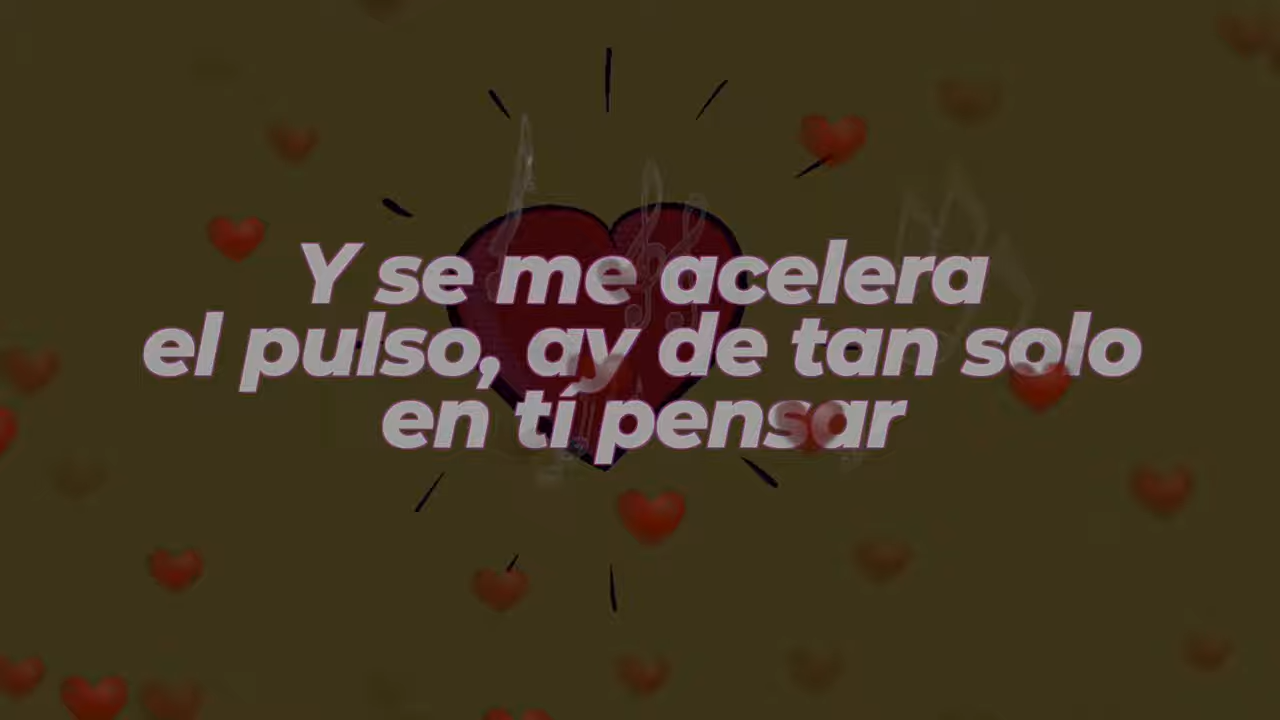 Y se me acelera
el pulso, ay de tan solo
en tí pensar